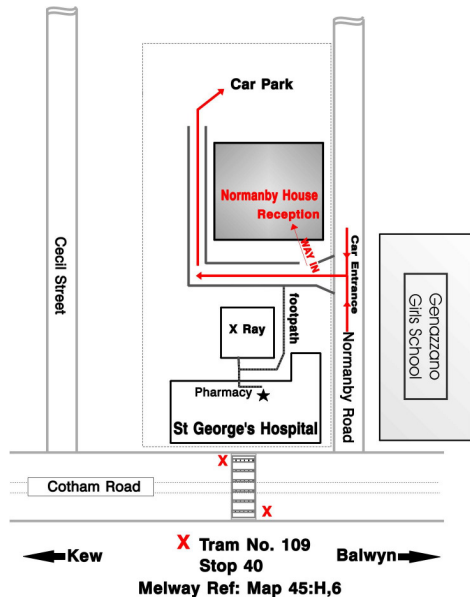 Car Park
Normanby House
Reception
WAY IN
Car Entrance
Cecil Street
footpath
X Ray
Genazzano
Girls School
Normanby Road
Pharmacy
St George's Hospital
X
Cotham Road
X
X Tram No. 109
Kew
Stop 40
Balwyn
Melway Ref: Map 45:H,6